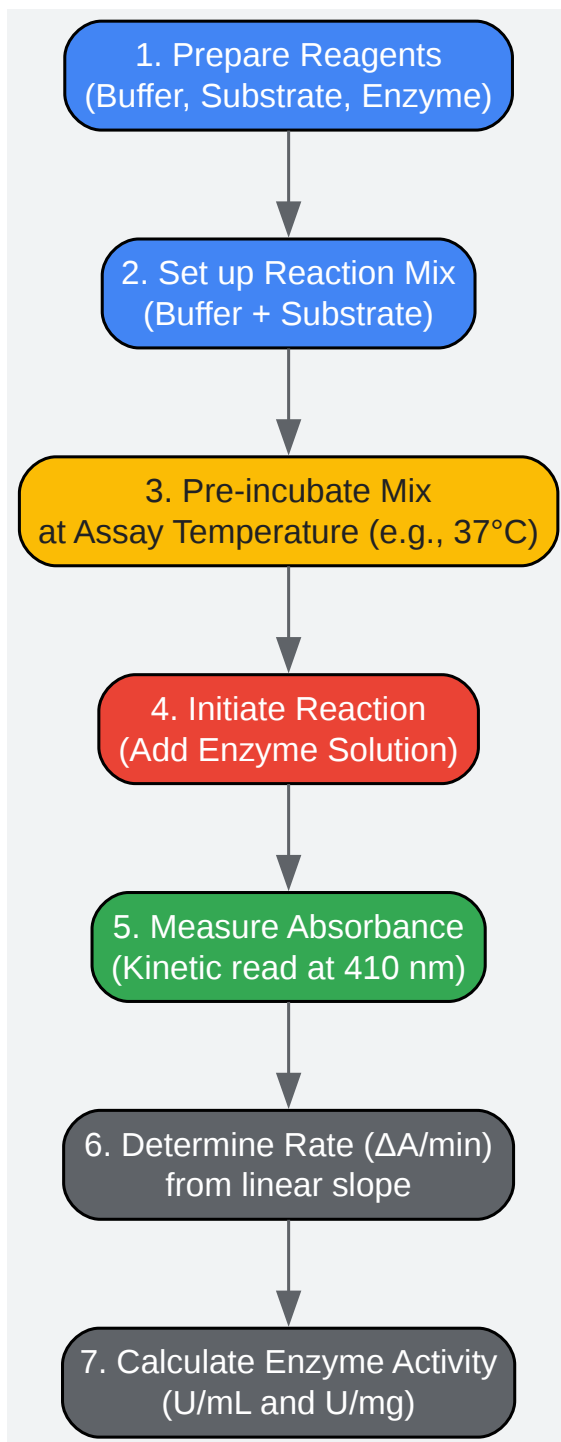 1. Prepare Reagents
(Buffer, Substrate, Enzyme)
2. Set up Reaction Mix
(Buffer + Substrate)
3. Pre-incubate Mix
at Assay Temperature (e.g., 37°C)
4. Initiate Reaction
(Add Enzyme Solution)
5. Measure Absorbance
(Kinetic read at 410 nm)
6. Determine Rate (ΔA/min)
from linear slope
7. Calculate Enzyme Activity
(U/mL and U/mg)